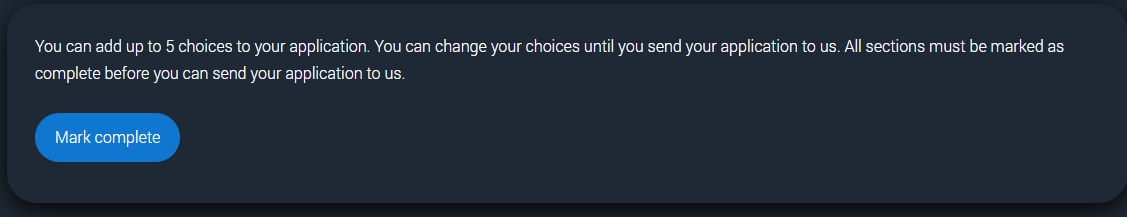 You can add up to 5 choices to your application. You can change your choices until you send your application to us. All sections must be marked as
complete before you can send your application to us.
Mark complete